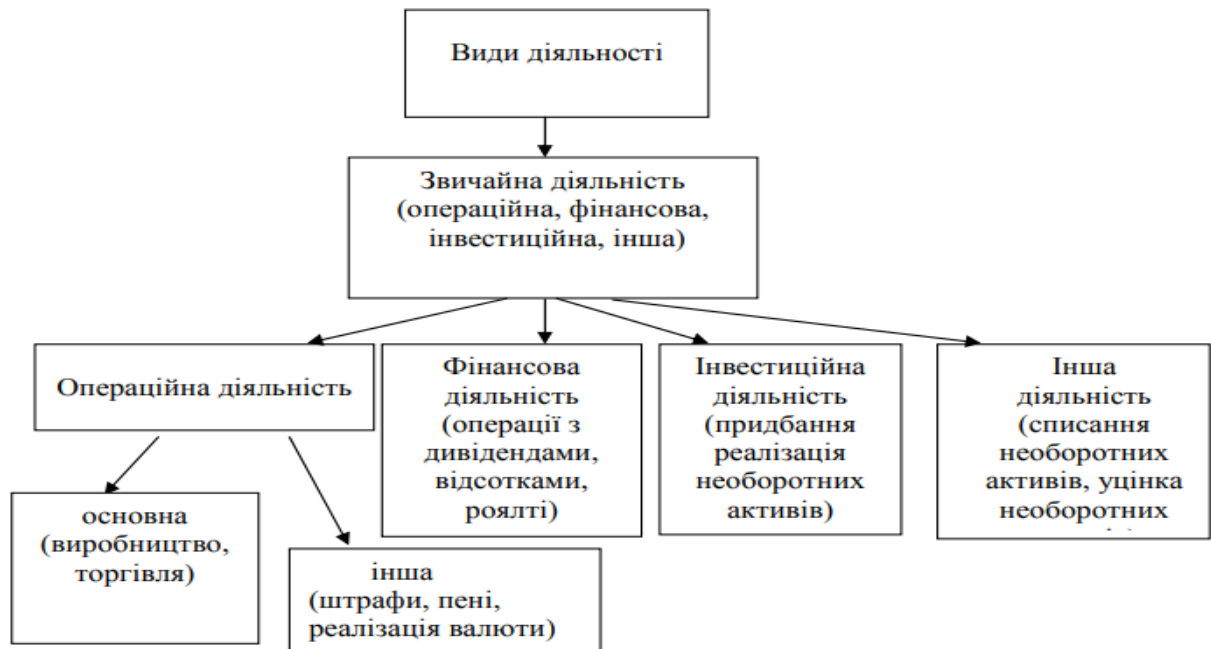 Види діяльності
Звичайна діяльність
(операційна, фінансова,
інвестиційна, інша)
Операційна діяльність
Фінансова
діяльність
(операції з
дивідендами,
відсотками,
роялті)
Інвестиційна
діяльність
(придбання
реалізація
необоротних
активів)
Інша
діяльність
(списання
необоротних
активів, уцінка
необоротних
основна
(виробництво,
торгівля)
інша
(штрафи, пені,
реалізація валюти)